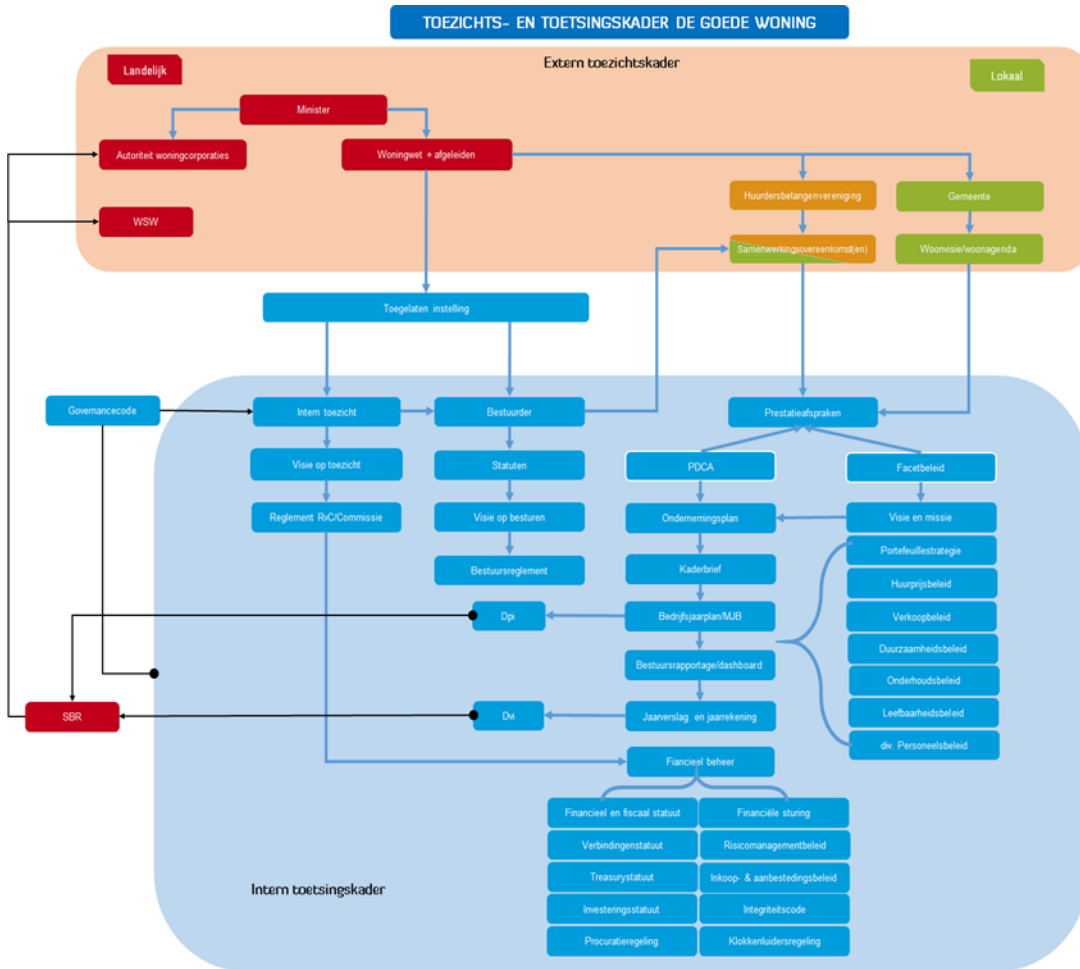 TOEZICHTS- EN TOETSINGSKADER DE GOEDE WONING
Extern toezichtskader
Landelijk
Lokaal
Minister
Autoriteit woningcorporaties
Woningwet + afgeleiden
Huurdersbelangenvereniging
Gemeente
WSW
Samenwerkingsovereenkomst(en)
Woonvisie/woonagenda
Toegelaten instelling
Governancecode
Intern toezicht
Bestuurder
Prestatieafspraken
Visie op toezicht
Statuten
PDCA
Facetbeleid
Reglement RvC/Commissie
Visie op besturen
Ondernemingsplan
Visie en missie
Portefeuillestrategie
Bestuursreglement
Kaderbrief
Huurprijsbeleid
Dpi
Bedrijfsjaarplan/MJB
Verkoopbeleid
Duurzaamheidsbeleid
Bestuursrapportage/dashboard
Onderhoudsbeleid
SBR
Dvi
Jaarverslag en jaarrekening
Leefbaarheidsbeleid
div. Personeelsbeleid
Fiancieel beheer
Financieel en fiscaal statuut
Financiële sturing
Verbindingenstatuut
Risicomanagementbeleid
Treasurystatuut
Inkoop- & aanbestedingsbeleid
Intern toetsingskader
Investeringsstatuut
Integriteitscode
Procuratieregeling
Klokkenluidersregeling